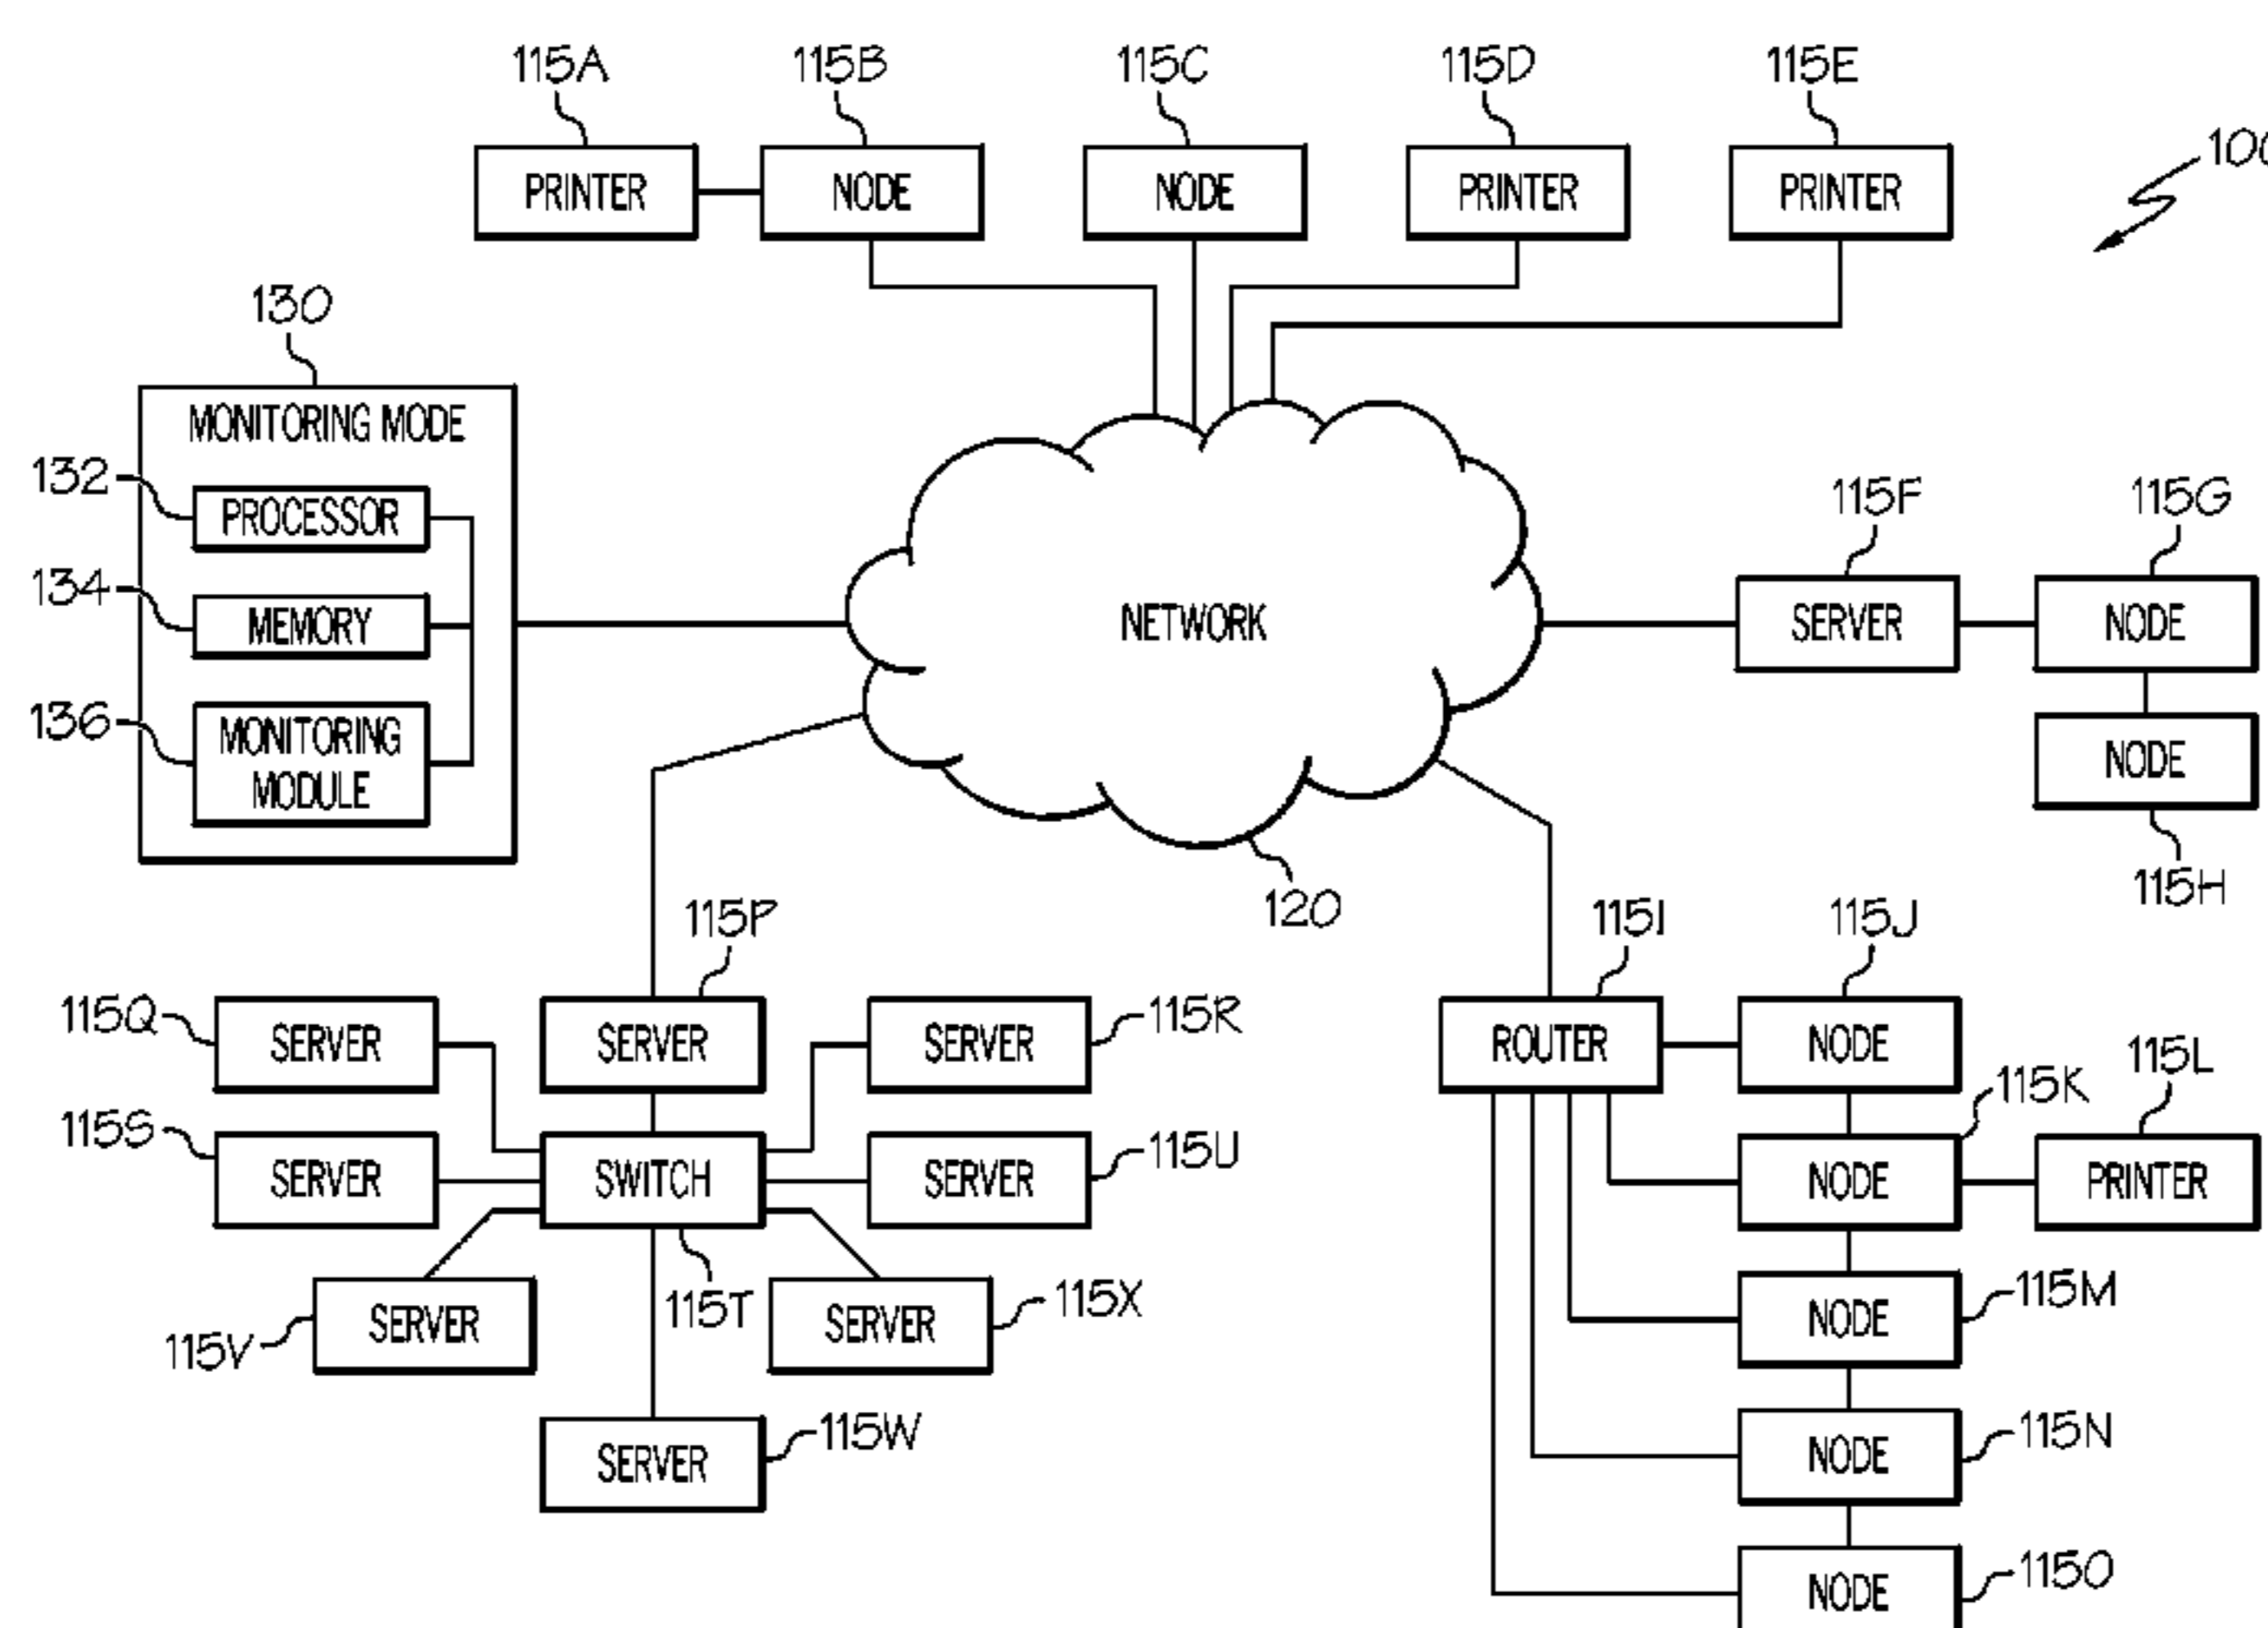 115A
115B
115C
115D
115E
PRINTER
NODE
NODE
PRINTER
PRINTER
100
130
MONITORING MODE
132
PROCESSOR
134
MEMORY
136
MONITORING
MODULE
NETWORK
120
115F
115G
SERVER
NODE
NODE
115H
115P
115Q
SERVER
SERVER
SERVER
115R
115S
SERVER
SWITCH
SERVER
115U
115V
SERVER
115T
SERVER
115X
SERVER
115W
115I
115J
ROUTER
NODE
115K
115L
NODE
PRINTER
NODE
115M
NODE
115N
NODE
115O